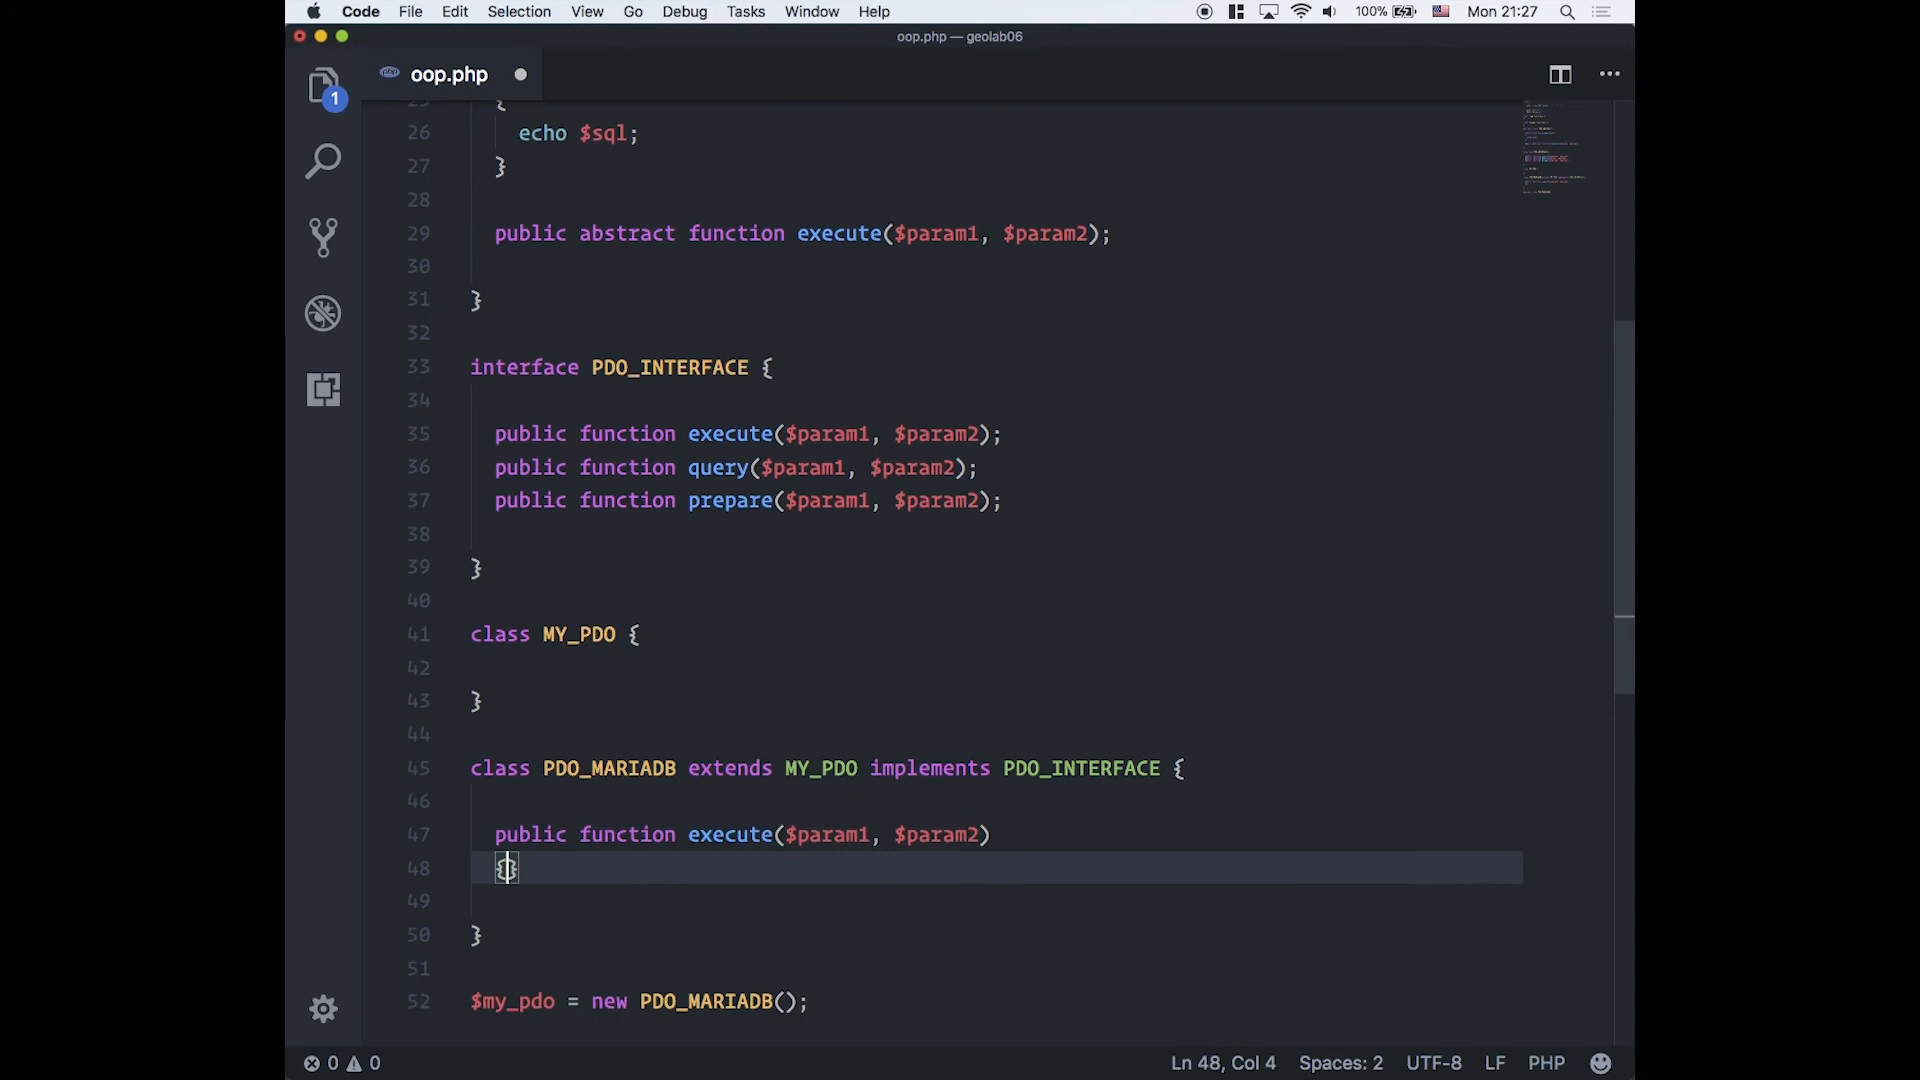 Code File Edit Selection View Go Debug Tasks Window Help 100% Mon 21:27
oop.php — geolab06
php oop.php
1
25 {
26 echo $sql;
27 }
28
29 public abstract function execute($param1, $param2);
30
31 }
32
33 interface PDO_INTERFACE {
34
35 public function execute($param1, $param2);
36 public function query($param1, $param2);
37 public function prepare($param1, $param2);
38
39 }
40
41 class MY_PDO {
42
43 }
44
45 class PDO_MARIADB extends MY_PDO implements PDO_INTERFACE {
46
47 public function execute($param1, $param2)
48 {}
49
50 }
51
52 $my_pdo = new PDO_MARIADB();
0 0 Ln 48, Col 4 Spaces: 2 UTF-8 LF PHP